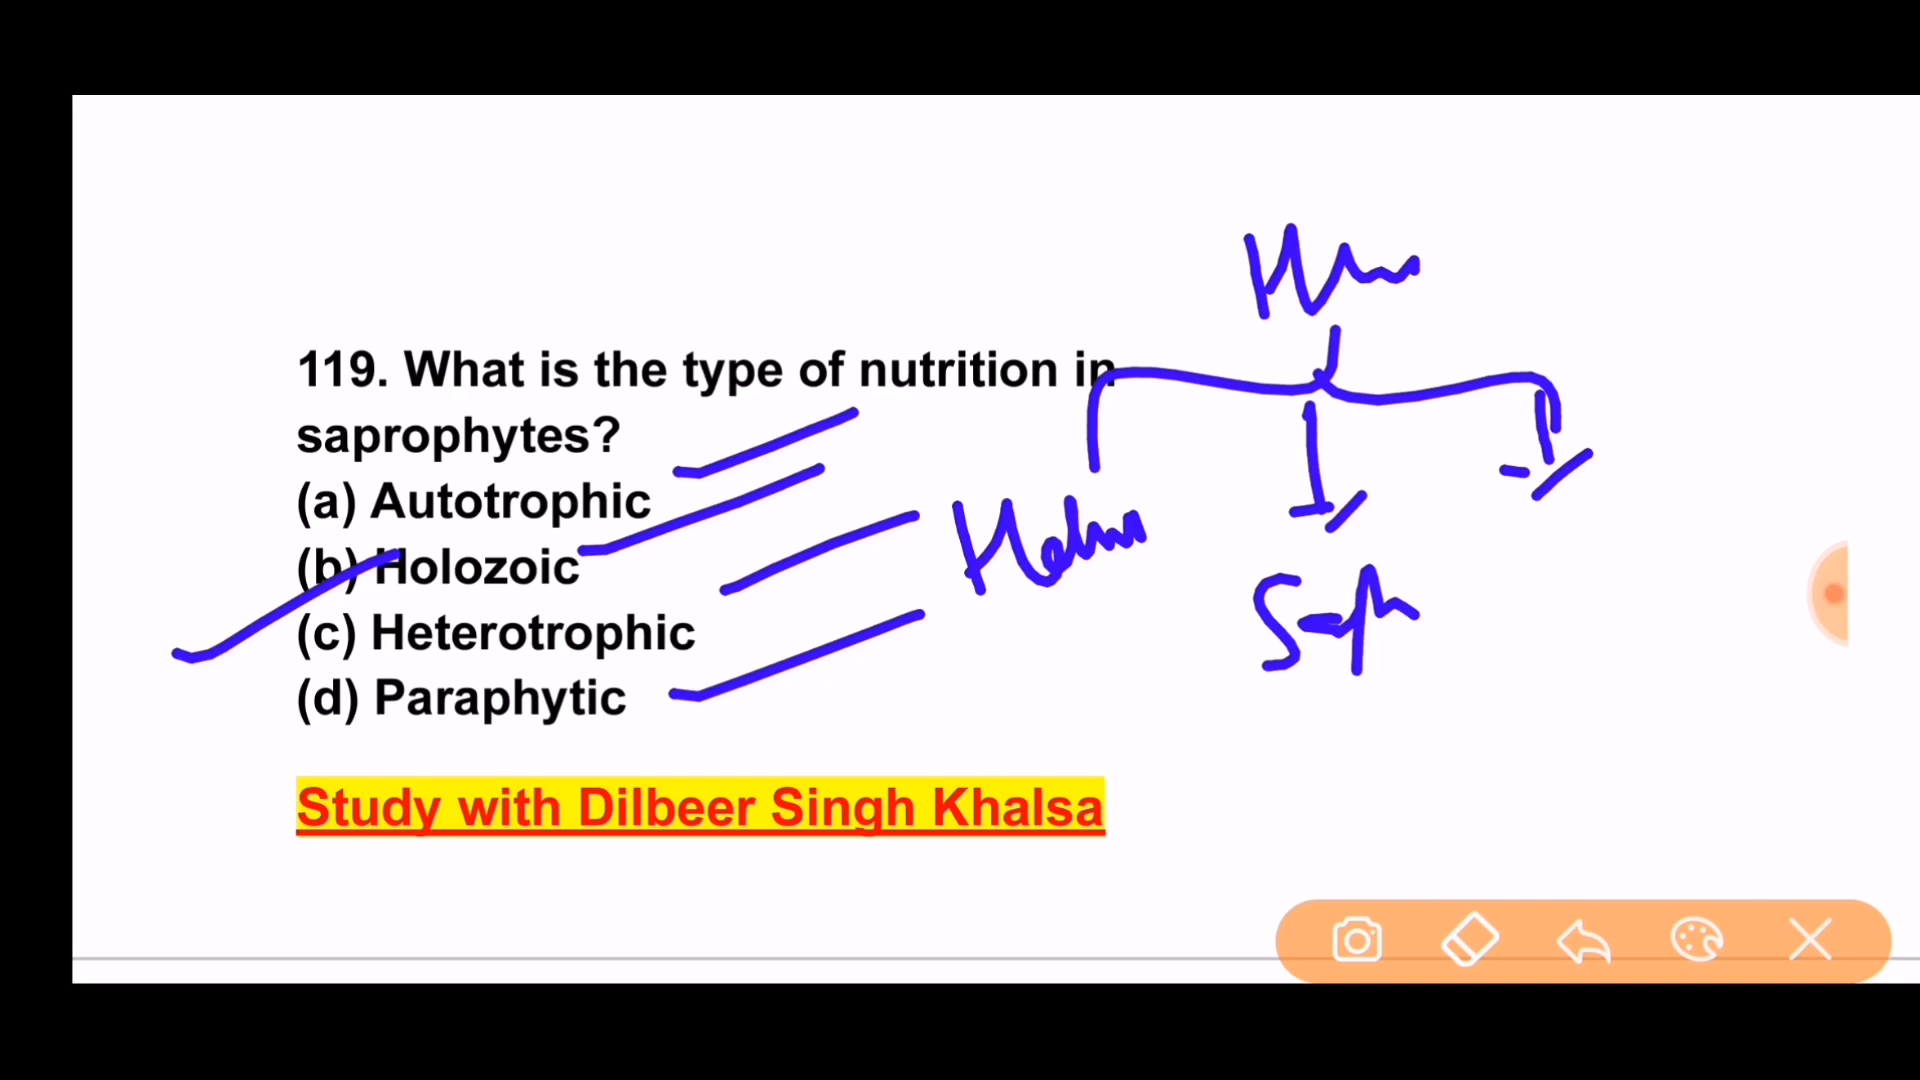 119. What is the type of nutrition in
saprophytes?
(a) Autotrophic
(b) Holozoic
(c) Heterotrophic
(d) Paraphytic
Study with Dilbeer Singh Khalsa